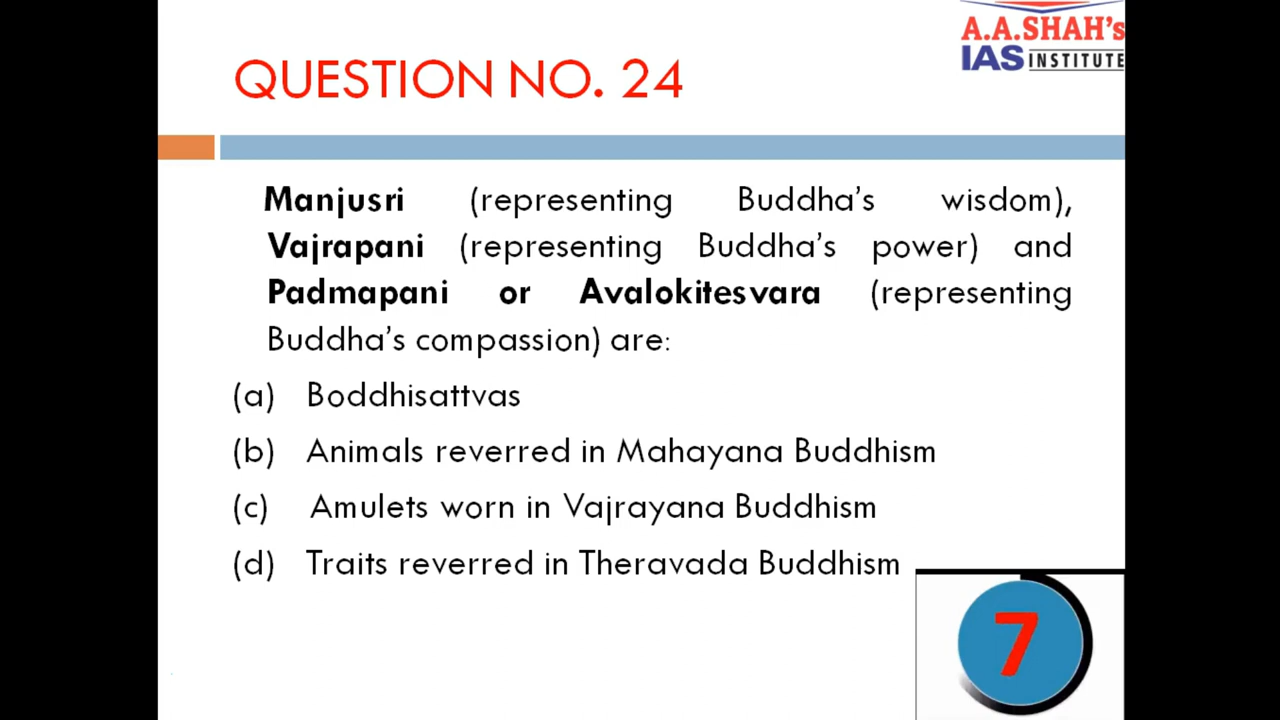 A.A.SHAH's
IAS INSTITUTE
QUESTION NO. 24
Manjusri (representing Buddha's wisdom),
Vajrapani (representing Buddha's power) and
Padmapani or Avalokitesvara (representing
Buddha's compassion) are:
(a) Boddhisattvas
(b) Animals reverred in Mahayana Buddhism
(c) Amulets worn in Vajrayana Buddhism
(d) Traits reverred in Theravada Buddhism
7